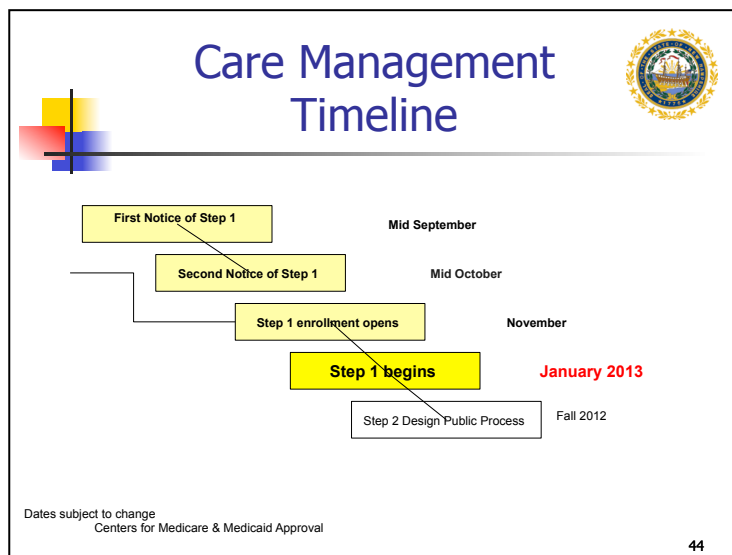 Care Management
Timeline
First Notice of Step 1
Mid September
Second Notice of Step 1
Mid October
Step 1 enrollment opens
November
Step 1 begins
January 2013
Step 2 Design Public Process
Fall 2012
Dates subject to change
Centers for Medicare & Medicaid Approval
44